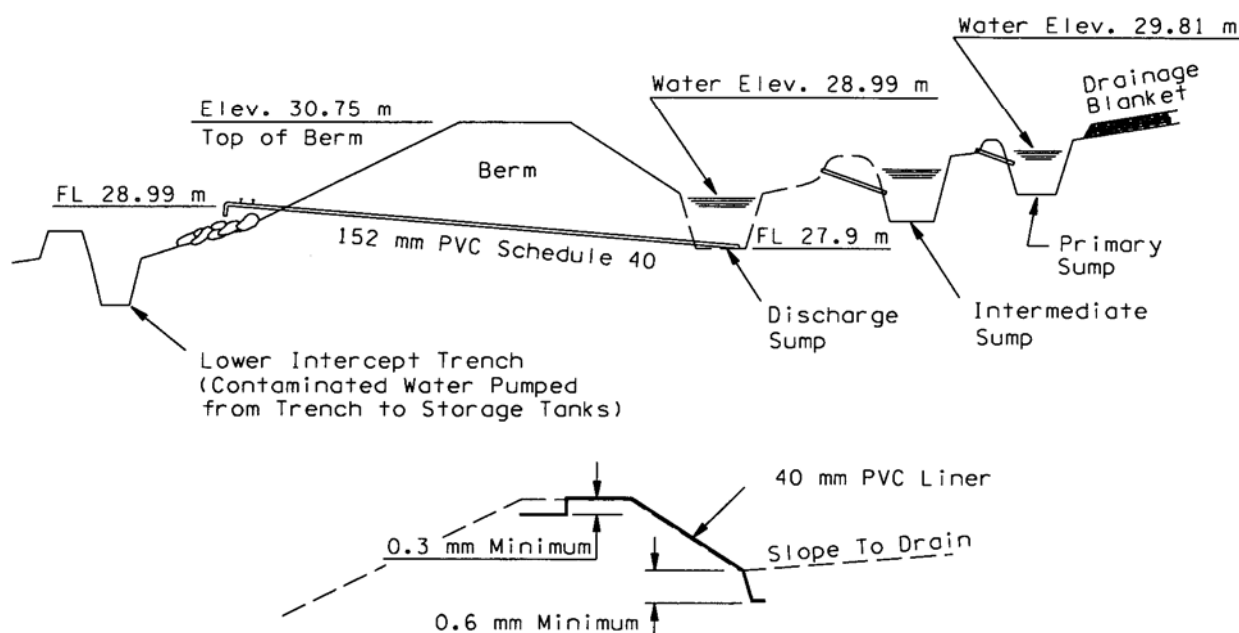 Water Elev. 29.81 m
Water Elev. 28.99 m
Drainage
Blanket
Elev. 30.75 m
Top of Berm
Berm
FL 28.99 m
152 mm PVC Schedule 40
FL 27.9 m
Primary
Sump
Discharge
Sump
Intermediate
Sump
Lower Intercept Trench
(Contaminated Water Pumped
from Trench to Storage Tanks)
40 mm PVC Liner
0.3 mm Minimum
Slope To Drain
0.6 mm Minimum